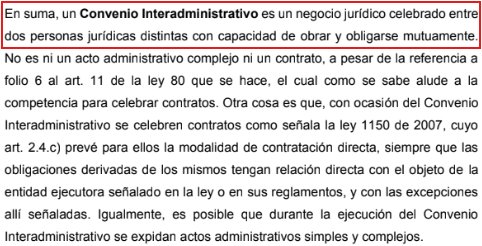 En suma, un Convenio Interadministrativo es un negocio jurídico celebrado entre
dos personas jurídicas distintas con capacidad de obrar y obligarse mutuamente.
No es ni un acto administrativo complejo ni un contrato, a pesar de la referencia a
folio 6 al art. 11 de la ley 80 que se hace, el cual como se sabe alude a la
competencia para celebrar contratos. Otra cosa es que, con ocasión del Convenio
Interadministrativo se celebren contratos como señala la ley 1150 de 2007, cuyo
art. 2.4.c) prevé para ellos la modalidad de contratación directa, siempre que las
obligaciones derivadas de los mismos tengan relación directa con el objeto de la
entidad ejecutora señalado en la ley o en sus reglamentos, y con las excepciones
allí señaladas. Igualmente, es posible que durante la ejecución del Convenio
Interadministrativo se expidan actos administrativos simples y complejos.